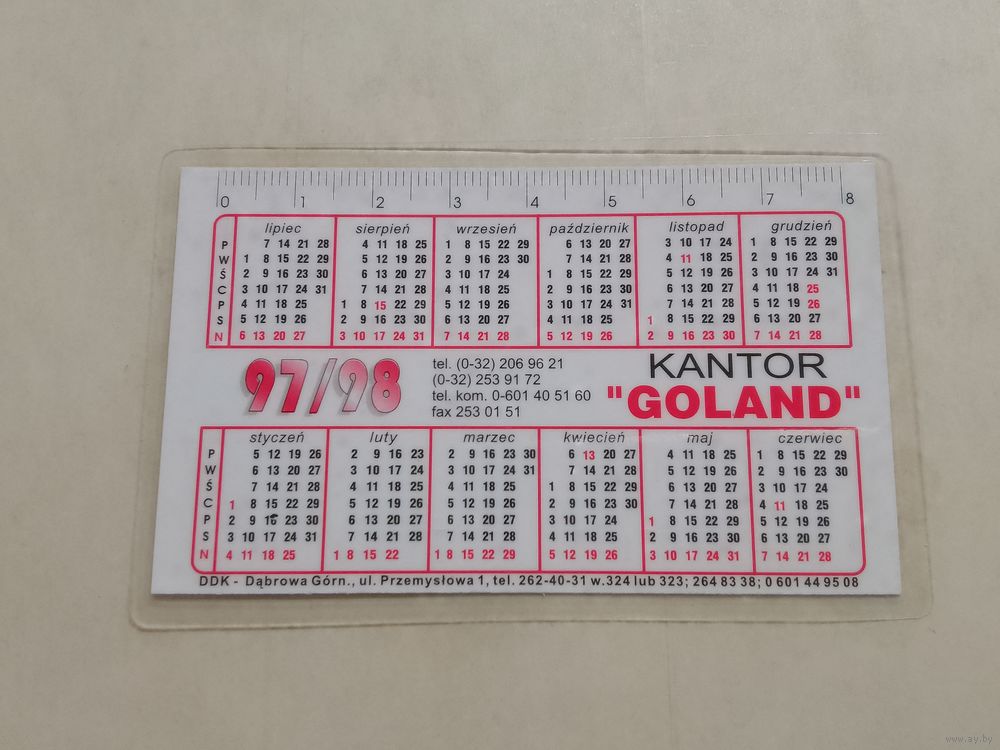 0 1 2 3 4 5 6 7 8
lipiec sierpień wrzesień październik listopad grudzień
P 7 14 21 28 4 11 18 25 1 8 15 22 29 6 13 20 27 3 10 17 24 1 8 15 22 29
W 1 8 15 22 29 5 12 19 26 2 9 16 23 30 7 14 21 28 4 11 18 25 2 9 16 23 30
Ś 2 9 16 23 30 6 13 20 27 3 10 17 24 1 8 15 22 29 5 12 19 26 3 10 17 24 31
C 3 10 17 24 31 7 14 21 28 4 11 18 25 2 9 16 23 30 6 13 20 27 4 11 18 25
P 4 11 18 25 1 8 15 22 29 5 12 19 26 3 10 17 24 31 7 14 21 28 5 12 19 26
S 5 12 19 26 2 9 16 23 30 6 13 20 27 4 11 18 25 1 8 15 22 29 6 13 20 27
N 6 13 20 27 3 10 17 24 31 7 14 21 28 5 12 19 26 2 9 16 23 30 7 14 21 28
97/98
tel. (0-32) 206 96 21
(0-32) 253 91 72
tel. kom. 0-601 40 51 60
fax 253 01 51
KANTOR
"GOLAND"
styczeń luty marzec kwiecień maj czerwiec
P 5 12 19 26 2 9 16 23 2 9 16 23 30 6 13 20 27 4 11 18 25 1 8 15 22 29
W 6 13 20 27 3 10 17 24 3 10 17 24 31 7 14 21 28 5 12 19 26 2 9 16 23 30
Ś 7 14 21 28 4 11 18 25 4 11 18 25 1 8 15 22 29 6 13 20 27 3 10 17 24
C 1 8 15 22 29 5 12 19 26 5 12 19 26 2 9 16 23 30 7 14 21 28 4 11 18 25
P 2 9 16 23 30 6 13 20 27 6 13 20 27 3 10 17 24 1 8 15 22 29 5 12 19 26
S 3 10 17 24 31 7 14 21 28 7 14 21 28 4 11 18 25 2 9 16 23 30 6 13 20 27
N 4 11 18 25 1 8 15 22 1 8 15 22 29 5 12 19 26 3 10 17 24 31 7 14 21 28
DDK - Dąbrowa Górn., ul. Przemysłowa 1, tel. 262-40-31 w.324 lub 323; 264 83 38; 0 601 44 95 08
www.ay.by